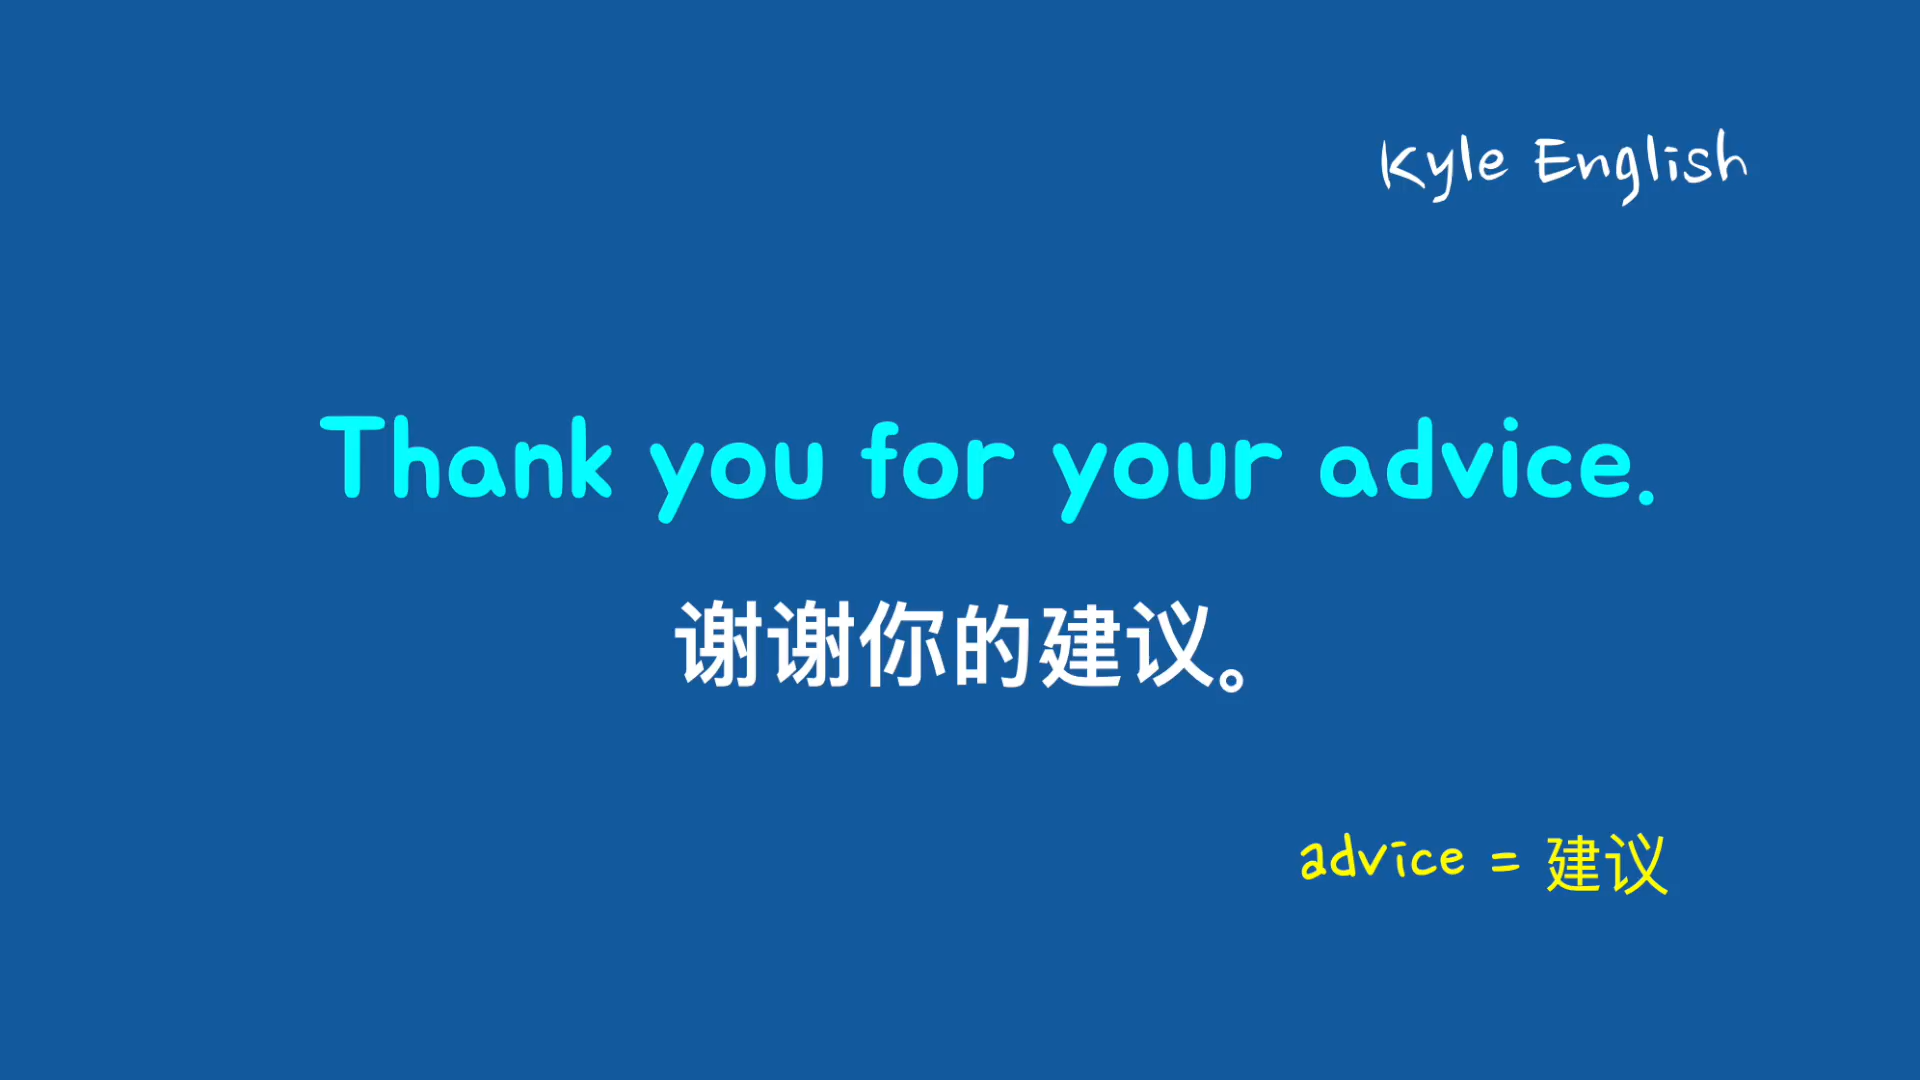 Kyle English
Thank you for your advice.
谢谢你的建议。
advice = 建议